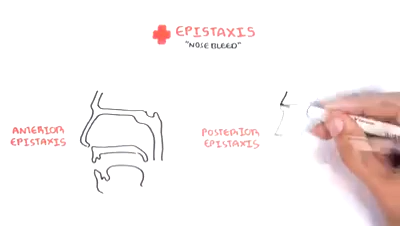 EPISTAXIS
"NOSE BLEED"
ANTERIOR
EPISTAXIS
POSTERIOR
EPISTAXIS